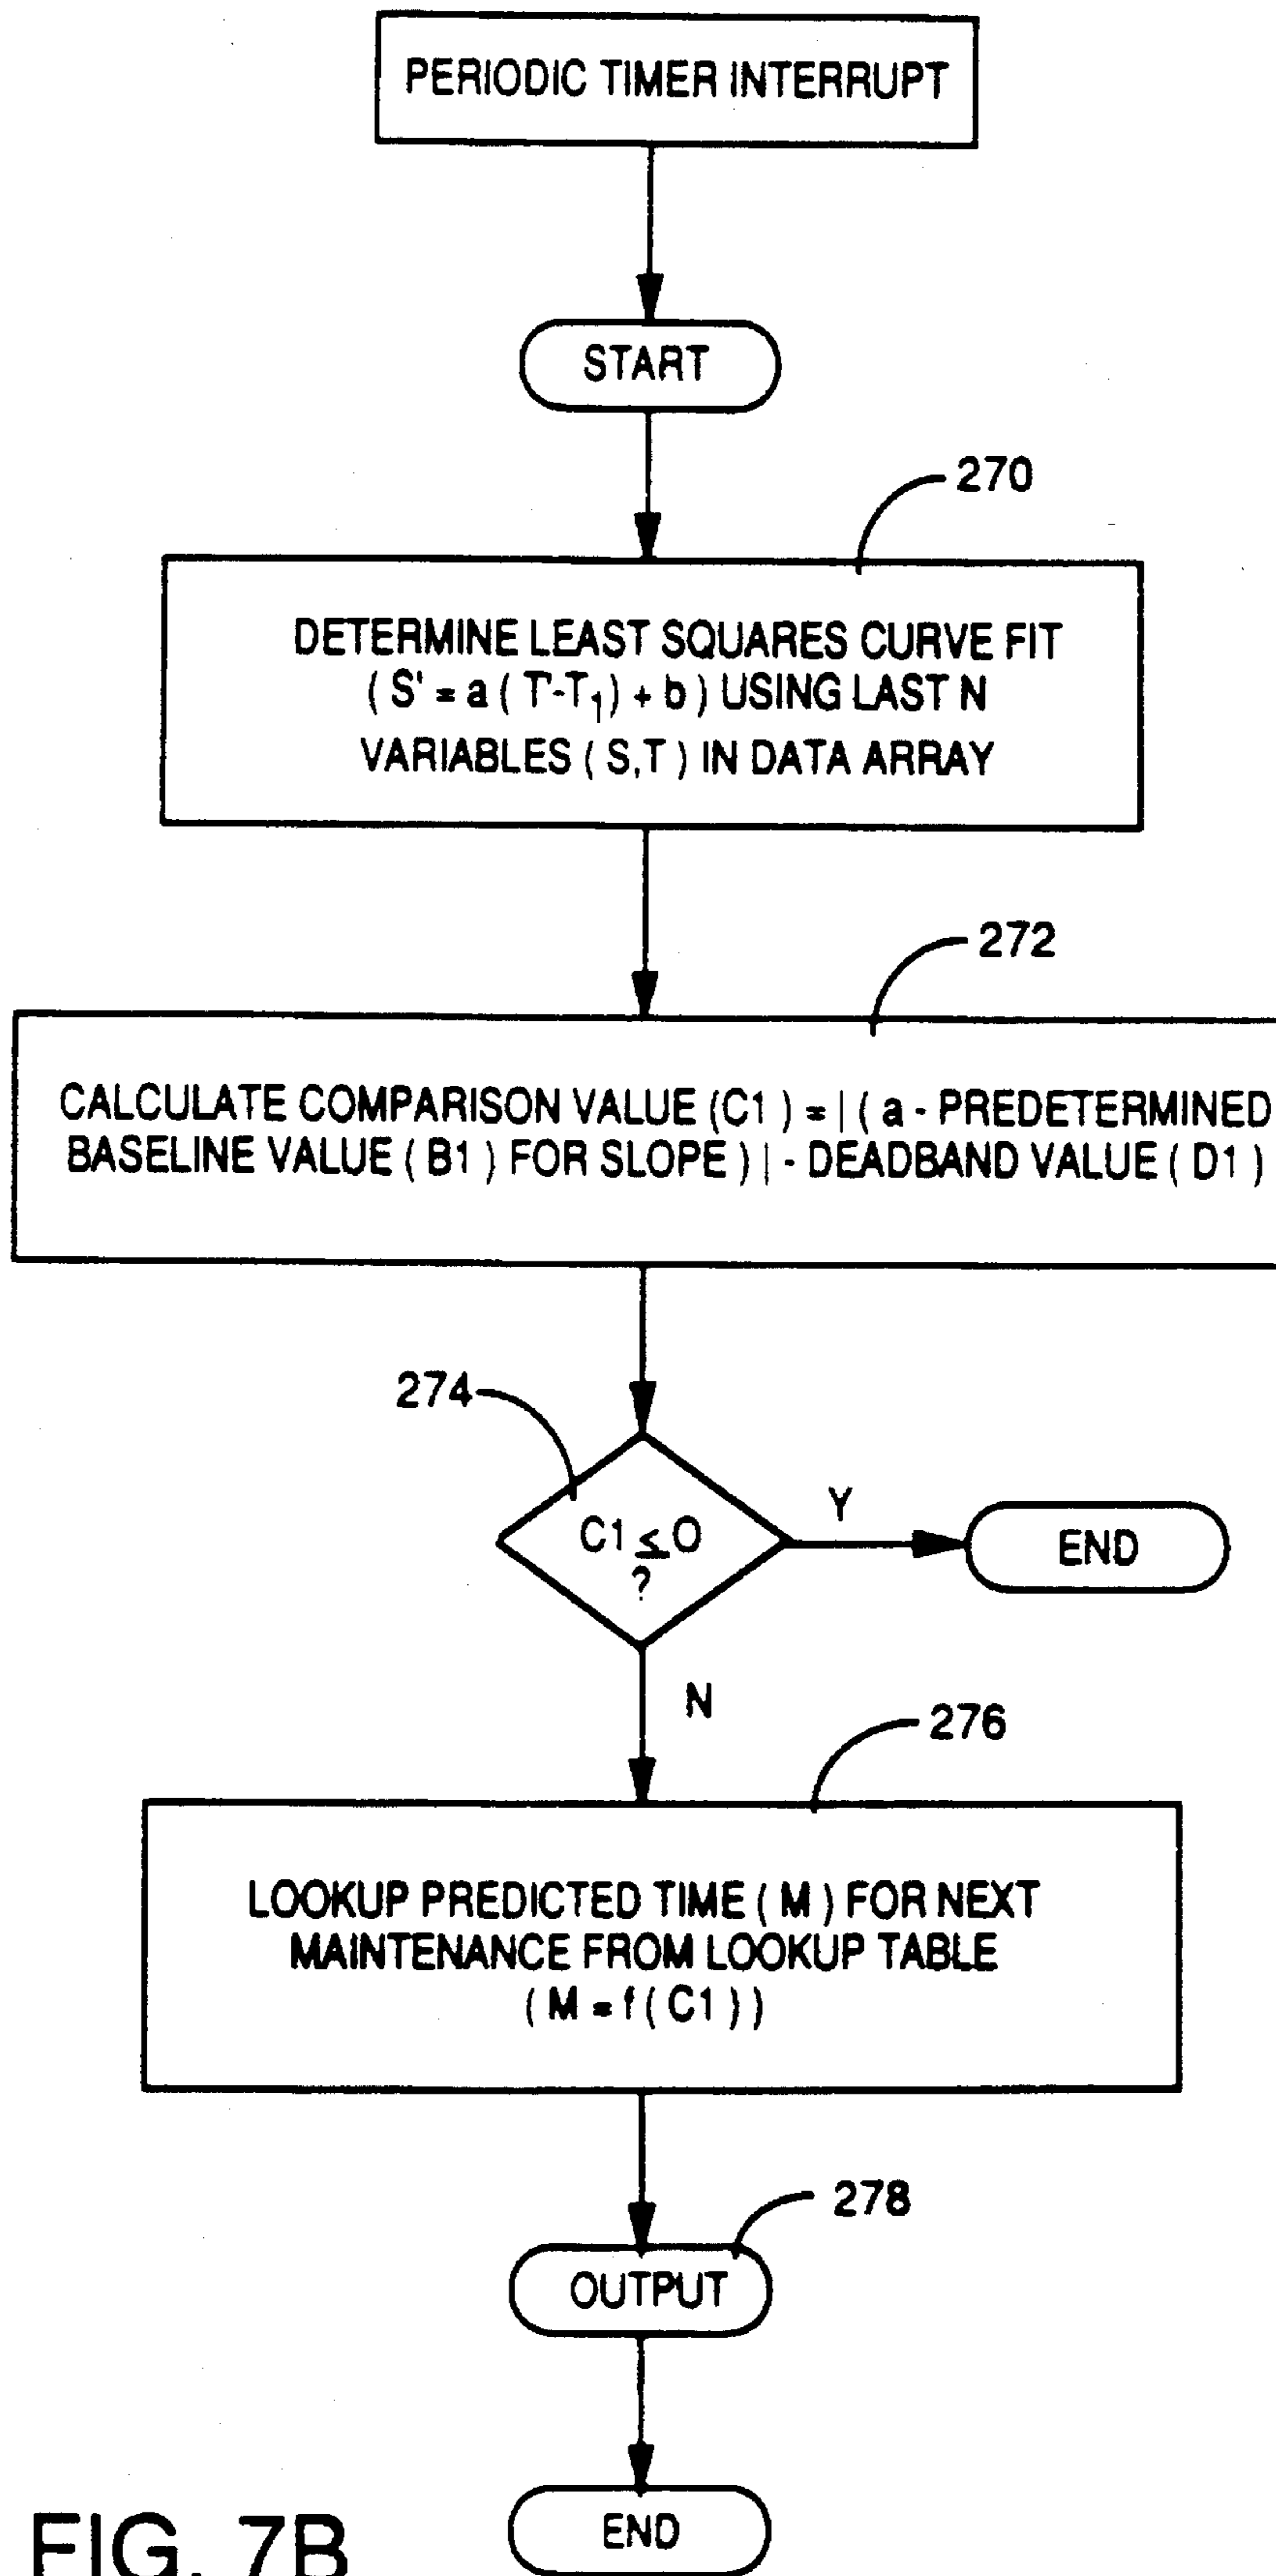 PERIODIC TIMER INTERRUPT
START
270
DETERMINE LEAST SQUARES CURVE FIT
( S' = a ( T'-T₁) + b ) USING LAST N
VARIABLES ( S,T ) IN DATA ARRAY
272
CALCULATE COMPARISON VALUE (C1 ) = | ( a - PREDETERMINED
BASELINE VALUE ( B1 ) FOR SLOPE ) | - DEADBAND VALUE ( D1 )
274
C1 ≤ 0
?
Y
END
N
276
LOOKUP PREDICTED TIME ( M ) FOR NEXT
MAINTENANCE FROM LOOKUP TABLE
( M = f ( C1 ) )
278
OUTPUT
END
FIG. 7B